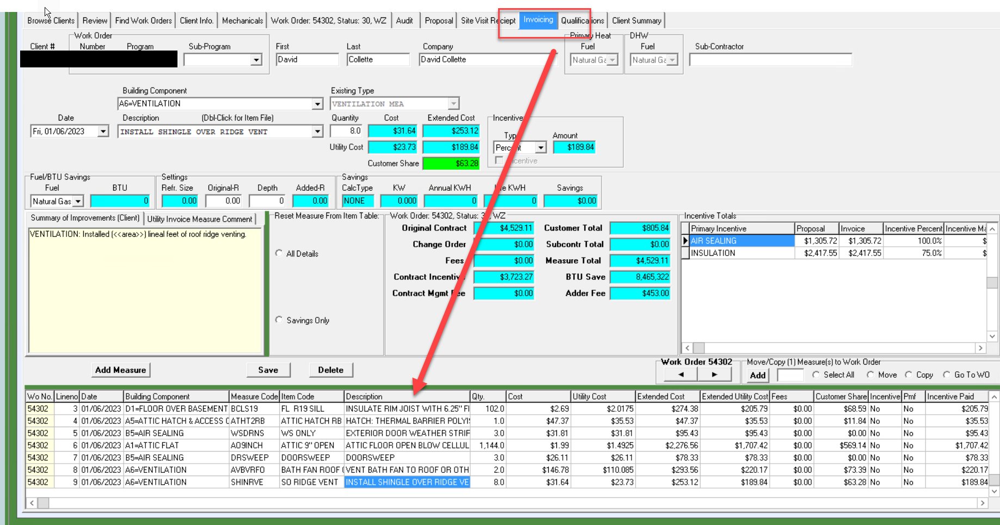 Browse Clients Review Find Work Orders Client Info. Mechanicals Work Order: 54302, Status: 30, WZ Audit Proposal Site Visit Reciept Invoicing Qualifications Client Summary
Work Order Primary Heat DHW
Client # Number Program Sub-Program First Last Company Fuel Fuel Sub-Contractor
David Collette David Collette Natural Ga Natural Ga
Building Component Existing Type
A6=VENTILATION VENTILATION MEA
Date Description (Dbl-Click for Item File) Quantity Cost Extended Cost Incentive
Fri, 01/06/2023 INSTALL SHINGLE OVER RIDGE VENT 8.0 $31.64 $253.12 Type Amount
Utility Cost $23.73 $189.84 Percent $189.84
Customer Share $63.28 Incentive
Fuel/BTU Savings Settings Savings
Fuel BTU Refr. Size Original-R Depth Added-R CalcType KW Annual KWH KWH Savings
Natural Gas 0 0.00 0.00 0 0.00 NONE 0.000 0 0 $0.00
Summary of Improvements (Client) Utility Invoice Measure Comment Reset Measure From Item Table: Work Order: 54302, Status: 3 WZ Incentive Totals
VENTILATION: Installed (<<area>>) lineal feet of roof ridge venting.
All Details
Savings Only
Original Contract $4,529.11 Customer Total $805.84
Change Order $0.00 Subcontr Total $0.00
Fees $0.00 Measure Total $4,529.11
Contract Incentive $3,723.27 BTU Save 8,465,322
Contract Mgmt Fee $0.00 Adder Fee $453.00
Primary Incentive Proposal Invoice Incentive Percent Incentive Ma
AIR SEALING $1,305.72 $1,305.72 100.0% $
INSULATION $2,417.55 $2,417.55 75.0% $
Add Measure Save Delete Work Order 54302 Move/Copy (1) Measure(s) to Work Order
Add Select All Move Copy Go To WO
Wo No. Lineno Date Building Component Measure Code Item Code Description Qty. Cost Utility Cost Extended Cost Extended Utility Cost Fees Customer Share Incentive Pmf Incentive Paid
54302 3 01/06/2023 D1=FLOOR OVER BASEMENT BCLS19 FL R19 SILL INSULATE RIM JOIST WITH 6.25" FI 102.0 $2.69 $2.0175 $274.38 $205.79 $0.00 $68.59 No No $205.79
54302 4 01/06/2023 A5=ATTIC HATCH & ACCESS C ATHT2RB ATTIC HATCH RB HATCH: THERMAL BARRIER POLYI 1.0 $47.37 $35.53 $47.37 $35.53 $0.00 $11.84 No No $35.53
54302 5 01/06/2023 B5=AIR SEALING WSDRNS WS ONLY EXTERIOR DOOR WEATHER STRIF 3.0 $31.81 $31.81 $95.43 $95.43 $0.00 $0.00 No No $95.43
54302 6 01/06/2023 A1=ATTIC FLAT AO9INCH ATTIC 9" OPEN ATTIC FLOOR OPEN BLOW CELLUL 1,144.0 $1.99 $1.4925 $2,276.56 $1,707.42 $0.00 $569.14 No No $1,707.42
54302 7 01/06/2023 B5=AIR SEALING DRSWEEP DOORSWEEP DOORSWEEP 3.0 $26.11 $26.11 $78.33 $78.33 $0.00 $0.00 No No $78.33
54302 8 01/06/2023 A6=VENTILATION AVBVRFO BATH FAN ROOF ( VENT BATH FAN TO ROOF OR OTH 2.0 $146.78 $110.085 $293.56 $220.17 $0.00 $73.39 No No $220.17
54302 9 01/06/2023 A6=VENTILATION SHINRVE SO RIDGE VENT INSTALL SHINGLE OVER RIDGE VE 8.0 $31.64 $23.73 $253.12 $189.84 $0.00 $63.28 No No $189.84